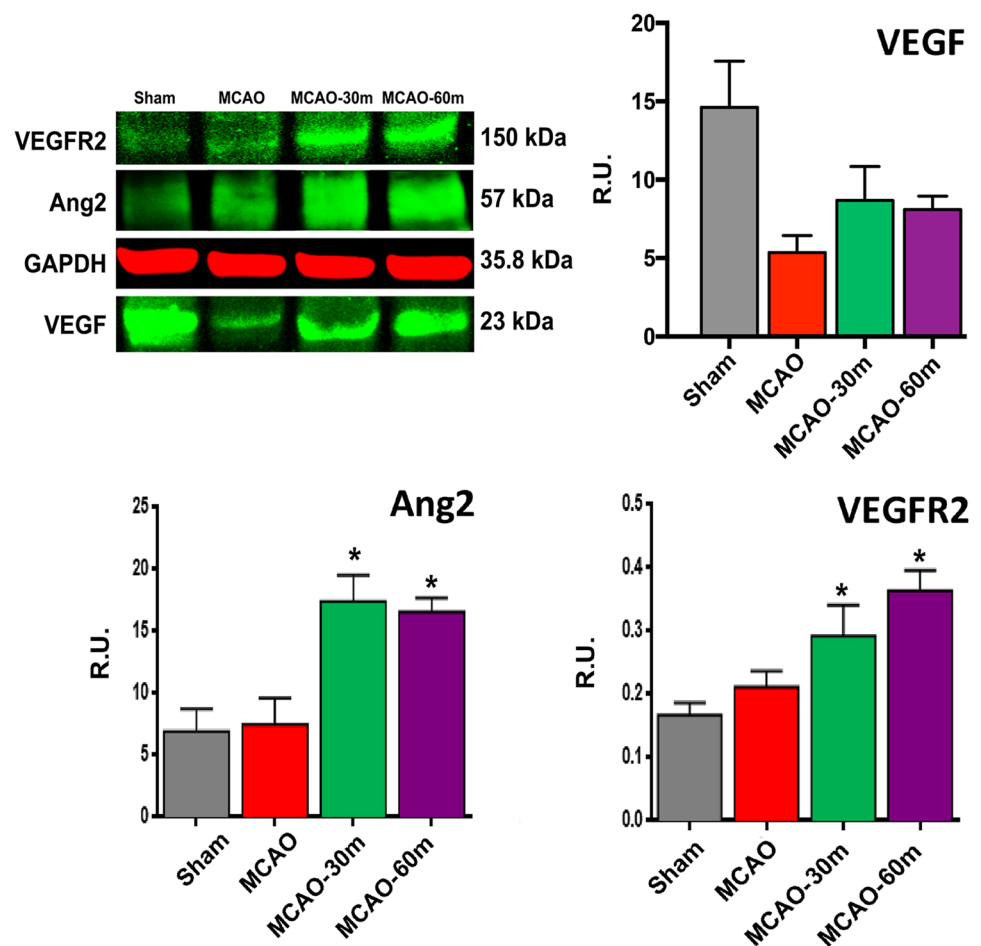 Sham MCAO MCAO-30m MCAO-60m
VEGFR2 150 kDa
Ang2 57 kDa
GAPDH 35.8 kDa
VEGF 23 kDa
VEGF
R.U.
20
15
10
5
0
Sham MCAO MCAO-30m MCAO-60m
Ang2
R.U.
25
20
15
10
5
0
* *
Sham MCAO MCAO-30m MCAO-60m
VEGFR2
R.U.
0.5
0.4
0.3
0.2
0.1
0.0
* *
Sham MCAO MCAO-30m MCAO-60m